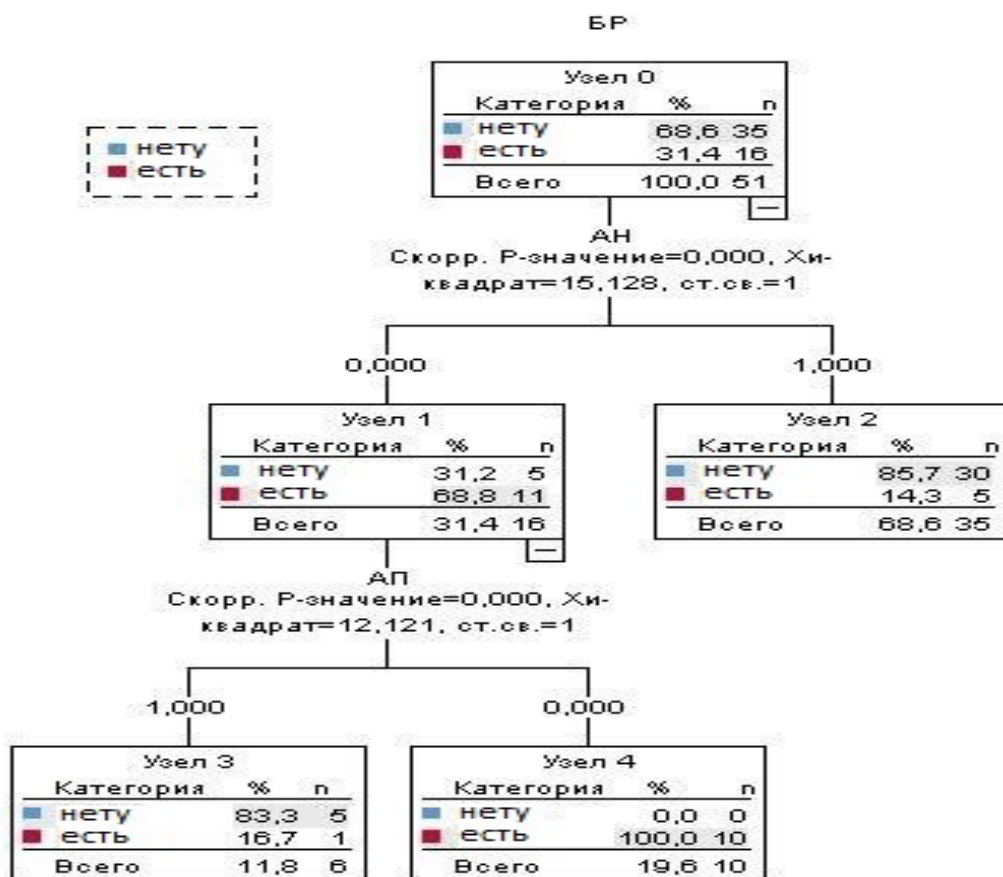 БР
Узел 0
Категория % n
нету 68,6 35
есть 31,4 16
Всего 100,0 51
нету
есть
АН
Скорр. P-значение=0,000, Хи-
квадрат=15,128, ст.св.=1
0,000
1,000
Узел 1
Категория % n
нету 31,2 5
есть 68,8 11
Всего 31,4 16
Узел 2
Категория % n
нету 85,7 30
есть 14,3 5
Всего 68,6 35
АП
Скорр. P-значение=0,000, Хи-
квадрат=12,121, ст.св.=1
1,000
0,000
Узел 3
Категория % n
нету 83,3 5
есть 16,7 1
Всего 11,8 6
Узел 4
Категория % n
нету 0,0 0
есть 100,0 10
Всего 19,6 10